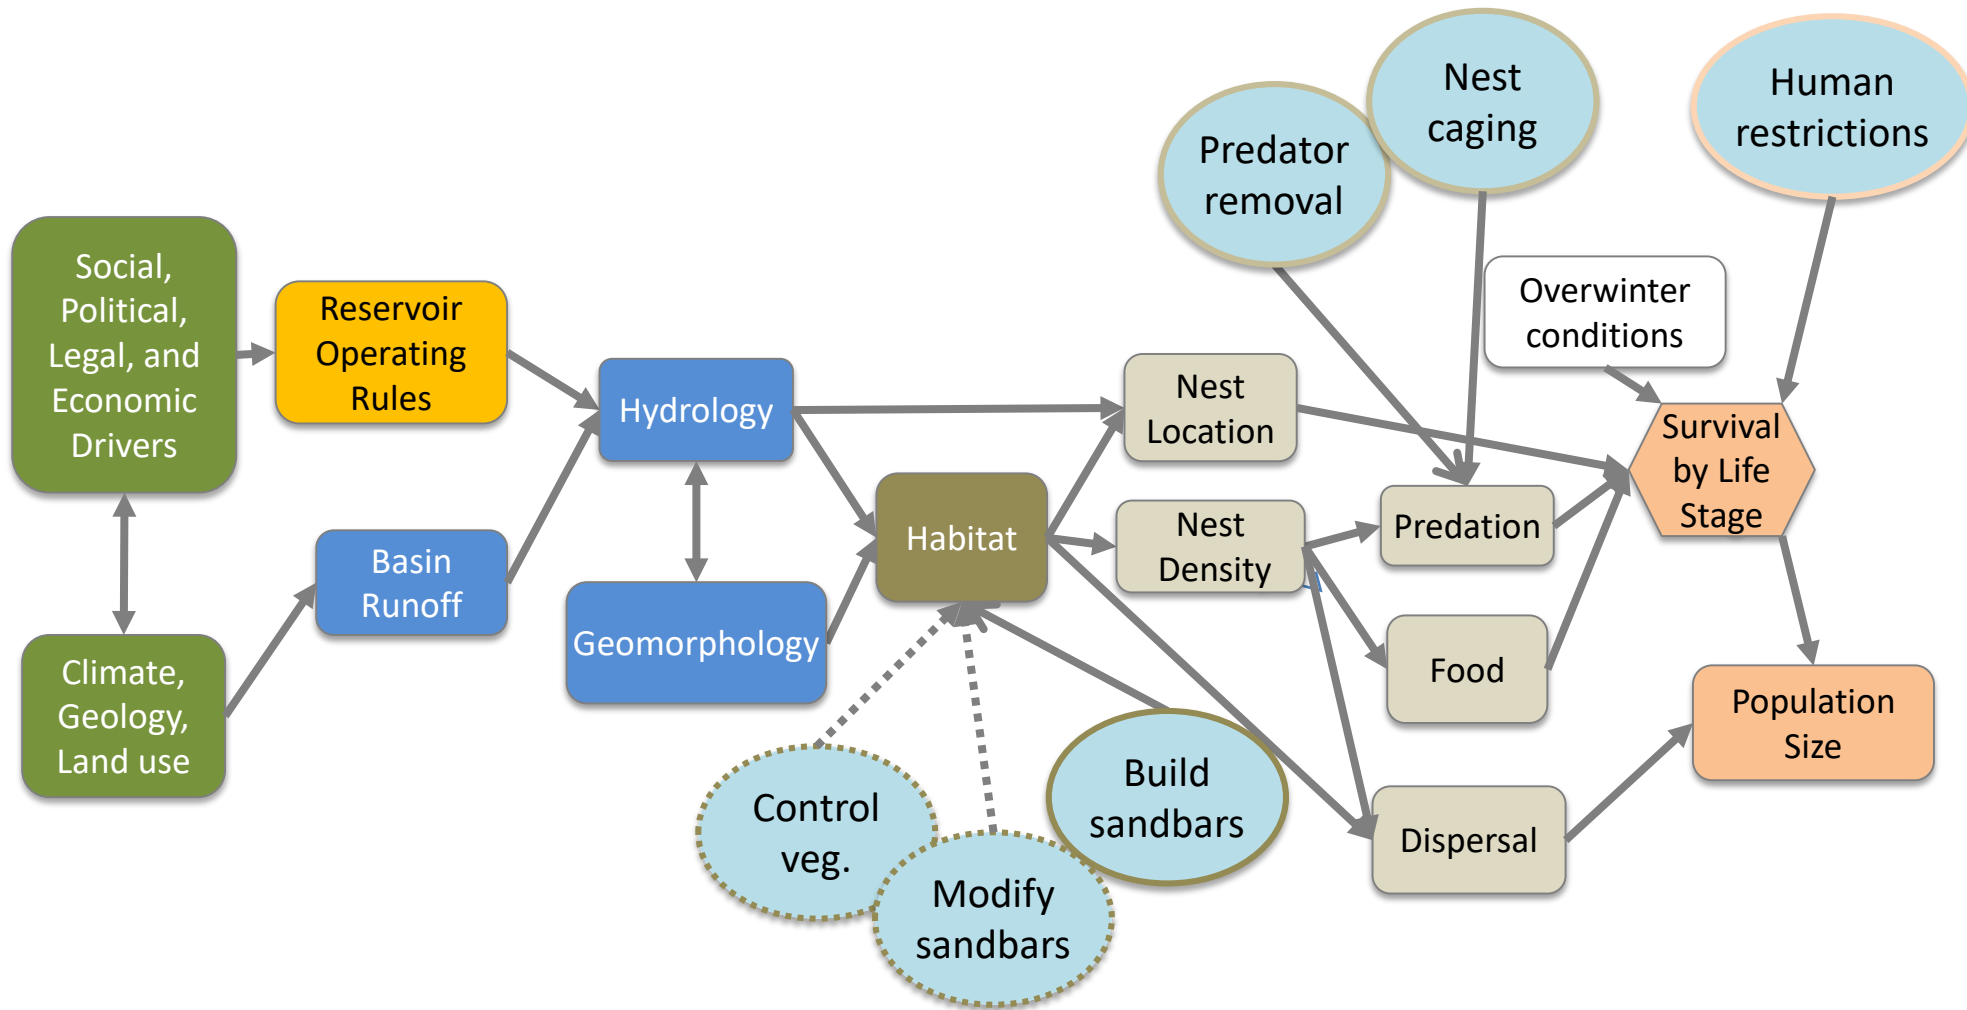 Social,
Political,
Legal, and
Economic
Drivers
Climate,
Geology,
Land use
Reservoir
Operating
Rules
Basin
Runoff
Hydrology
Geomorphology
Habitat
Control
veg.
Modify
sandbars
Build
sandbars
Nest
Location
Nest
Density
Predator
removal
Nest
caging
Human
restrictions
Overwinter
conditions
Predation
Food
Dispersal
Survival
by Life
Stage
Population
Size